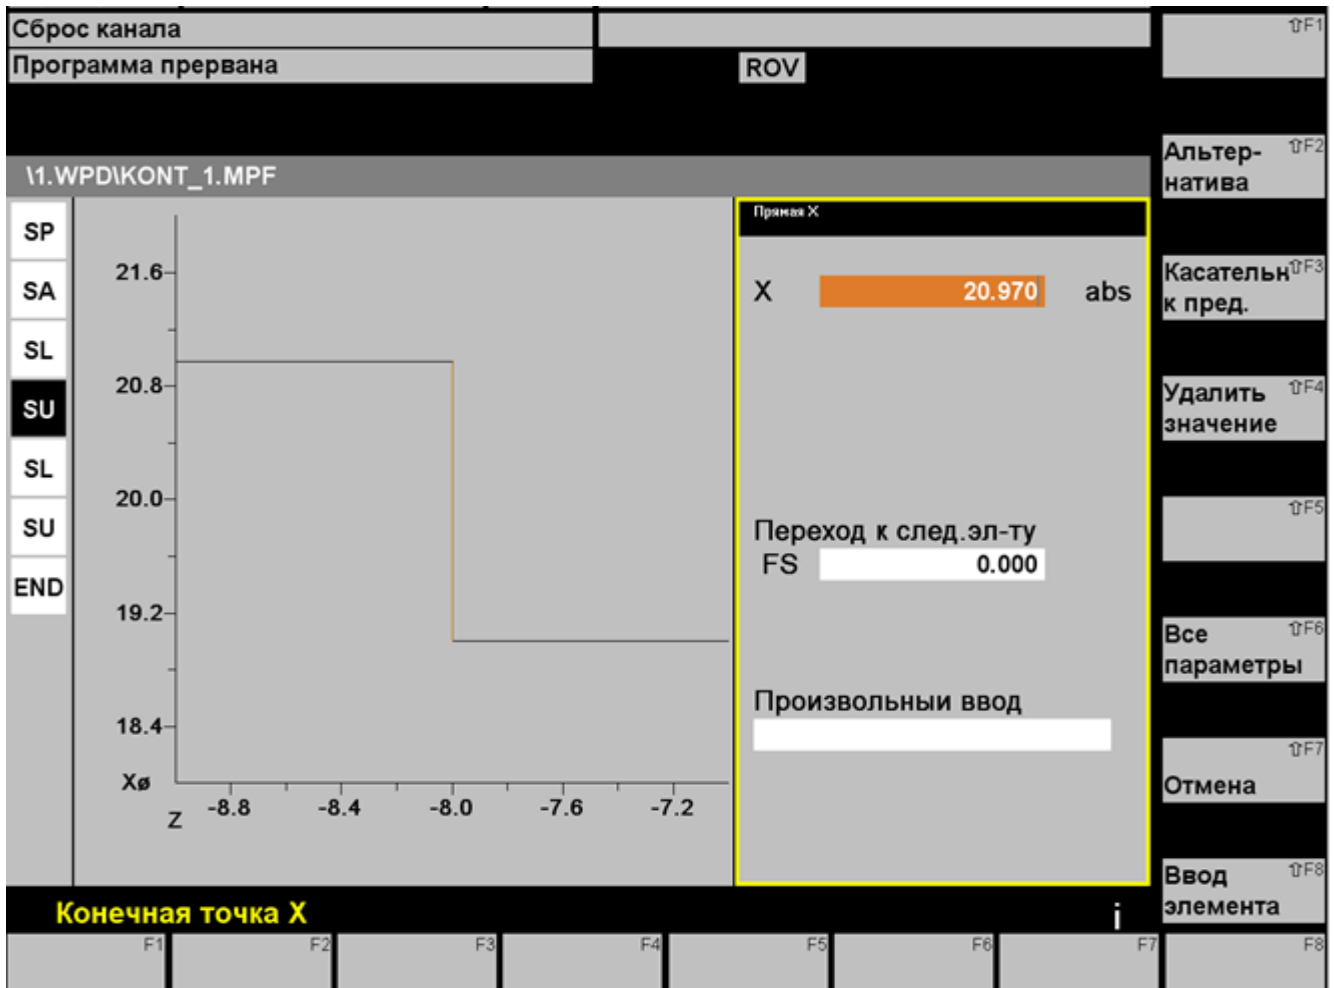 Сброс канала
⇧F1
Программа прервана
ROV
Альтер- ⇧F2
натива
\1.WPD\KONT_1.MPF
SP
SA
SL
SU
SL
SU
END
21.6
20.8
20.0
19.2
18.4
Xø
Z
-8.8 -8.4 -8.0 -7.6 -7.2
Прямая X
X 20.970 abs
Переход к след.эл-ту
FS 0.000
Произвольныи ввод
Касательн ⇧F3
к пред.
Удалить ⇧F4
значение
⇧F5
Все ⇧F6
параметры
⇧F7
Отмена
Ввод ⇧F8
элемента
Конечная точка X
i
F1 F2 F3 F4 F5 F6 F7 F8